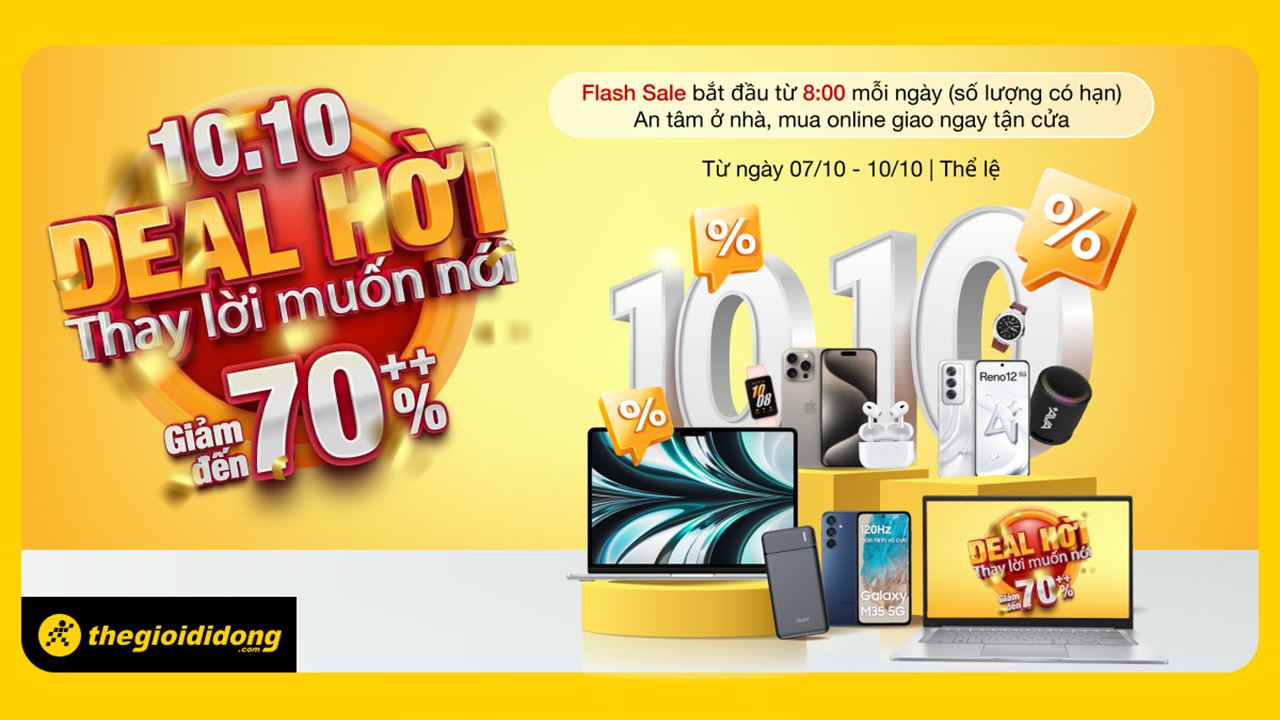 10.10
DEAL HỜI
Thay lời muốn nói
Giảm
đến
70++%
Flash Sale bắt đầu từ 8:00 mỗi ngày (số lượng có hạn)
An tâm ở nhà, mua online giao ngay tận cửa
Từ ngày 07/10 - 10/10 | Thể lệ
%
%
%
10.10
10
08
Reno12 5G
Ai
AVA+
120Hz
Galaxy
M35 5G
DEAL HỜI
Thay lời muốn nói
Giảm
đến
70++%
thegioididong
.com